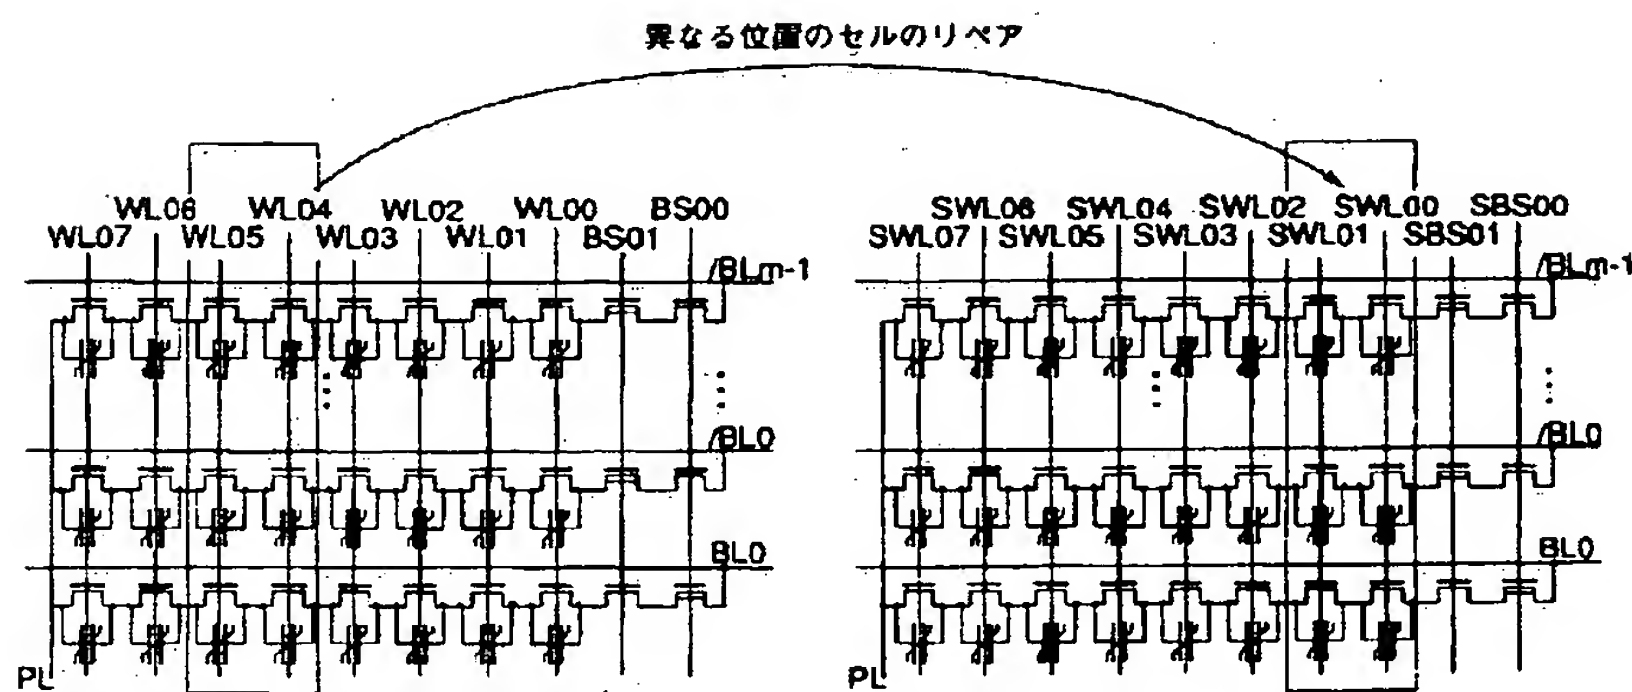 異なる位置のセルのリペア
WL06 WL04 WL02 WL00 BS00
WL07 WL05 WL03 WL01 BS01
/BLm-1
/BL0
BL0
PL
SWL06 SWL04 SWL02 SWL00 SBS00
SWL07 SWL05 SWL03 SWL01 SBS01
/BLm-1
/BL0
BL0
PL